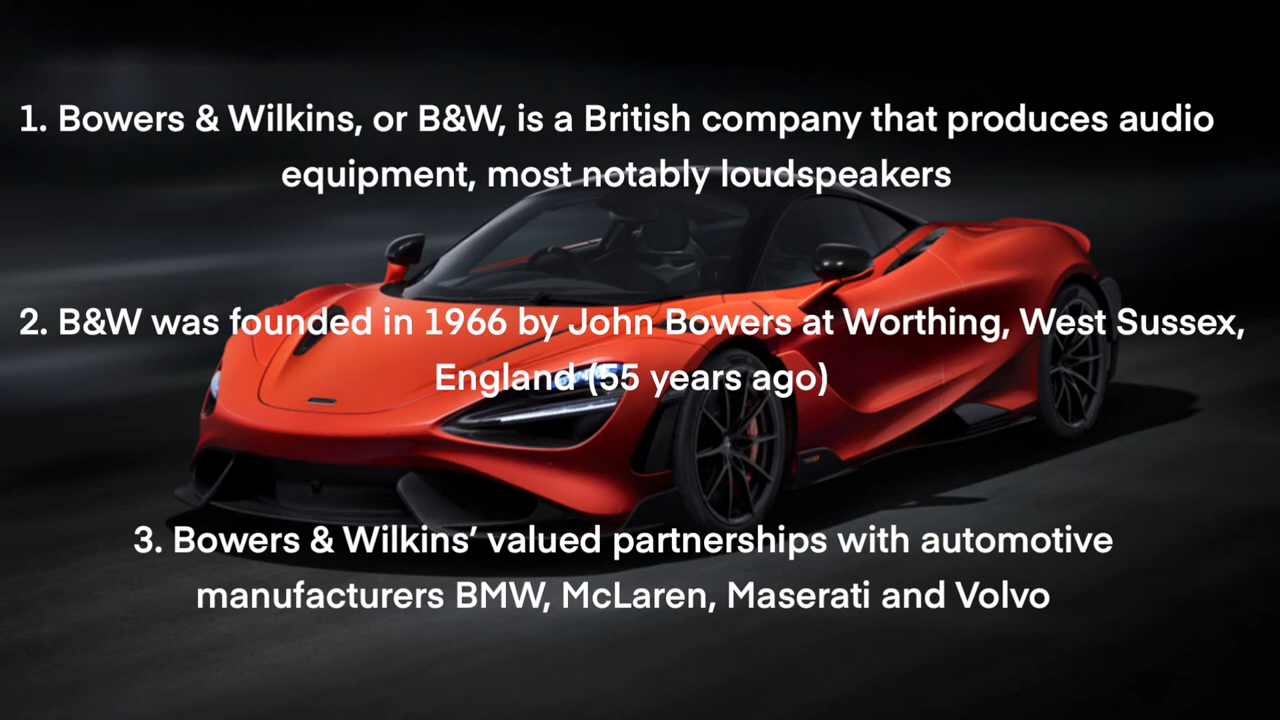 1. Bowers & Wilkins, or B&W, is a British company that produces audio
equipment, most notably loudspeakers
2. B&W was founded in 1966 by John Bowers at Worthing, West Sussex,
England (55 years ago)
3. Bowers & Wilkins’ valued partnerships with automotive
manufacturers BMW, McLaren, Maserati and Volvo